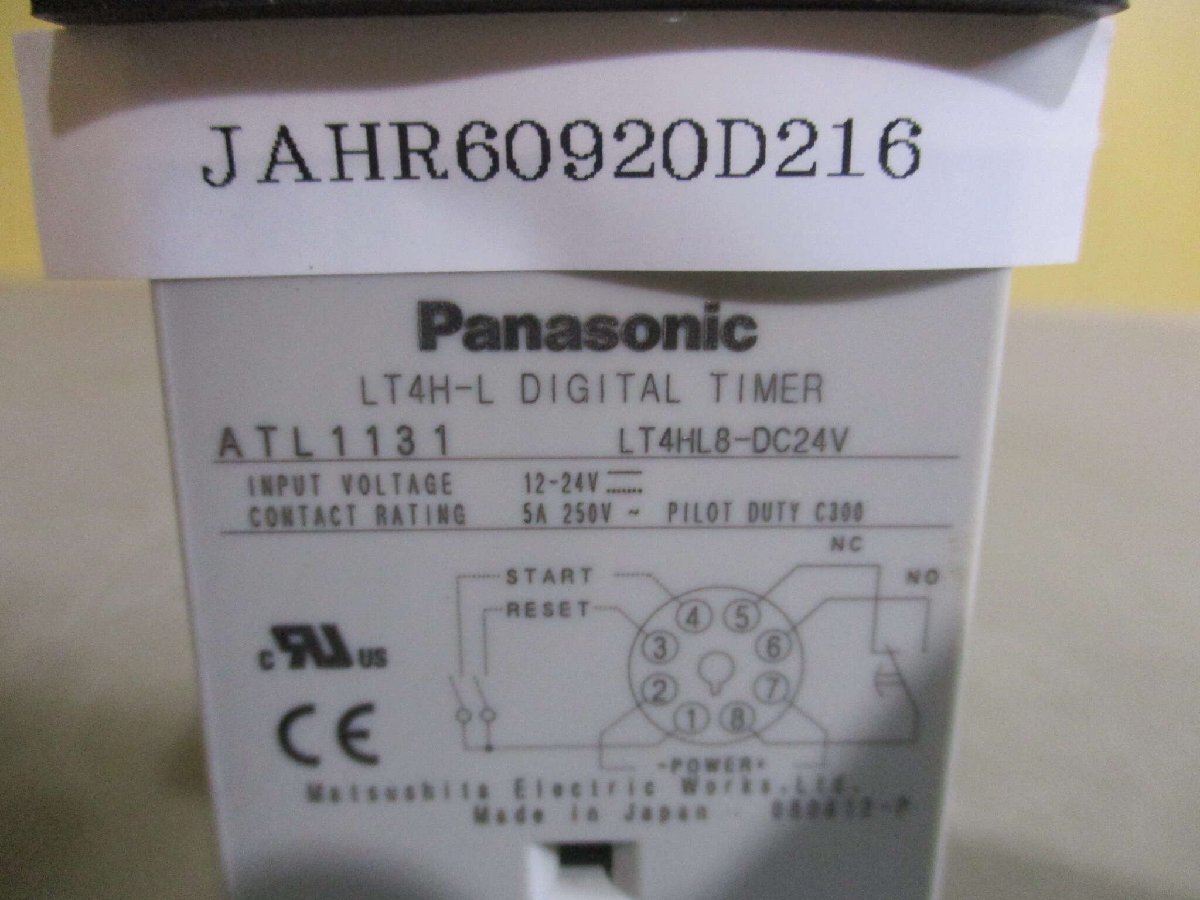 JAHR60920D216
Panasonic
LT4H-L DIGITAL TIMER
ATL1131 LT4HL8-DC24V
INPUT VOLTAGE 12-24V
CONTACT RATING 5A 250V ~ PILOT DUTY C300
NC
START NO
RESET
4 5
3 6
2 7
1 8
c RU US
CE
-POWER+
Matsushita Electric Works,Ltd.
Made in Japan